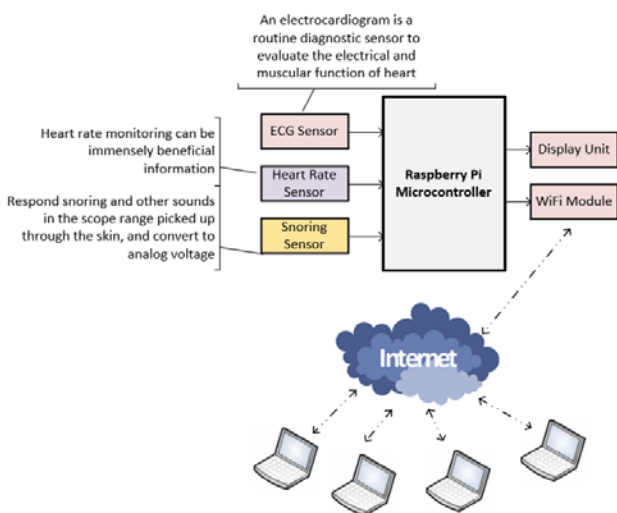 An electrocardiogram is a
routine diagnostic sensor to
evaluate the electrical and
muscular function of heart
ECG Sensor
Heart rate monitoring can be
immensely beneficial
information
Heart Rate
Sensor
Respond snoring and other sounds
in the scope range picked up
through the skin, and convert to
analog voltage
Snoring
Sensor
Raspberry Pi
Microcontroller
Display Unit
WiFi Module
Internet